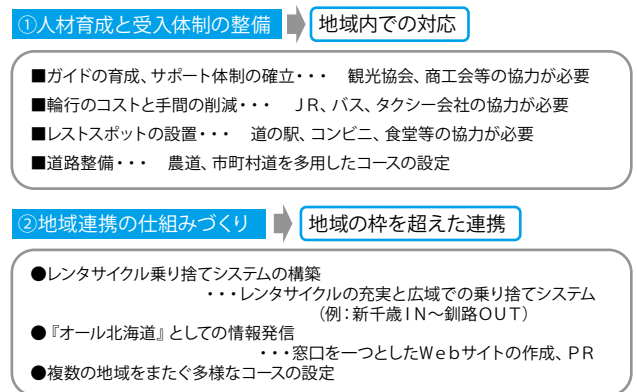 ①人材育成と受入体制の整備 地域内での対応
■ガイドの育成、サポート体制の確立・・・ 観光協会、商工会等の協力が必要
■輪行のコストと手間の削減・・・ ＪＲ、バス、タクシー会社の協力が必要
■レストスポットの設置・・・ 道の駅、コンビニ、食堂等の協力が必要
■道路整備・・・ 農道、市町村道を多用したコースの設定
②地域連携の仕組みづくり 地域の枠を超えた連携
●レンタサイクル乗り捨てシステムの構築
・・・レンタサイクルの充実と広域での乗り捨てシステム
（例：新千歳ＩＮ～釧路ＯＵＴ）
●『オール北海道』としての情報発信
・・・窓口を一つとしたＷｅｂサイトの作成、ＰＲ
●複数の地域をまたぐ多様なコースの設定